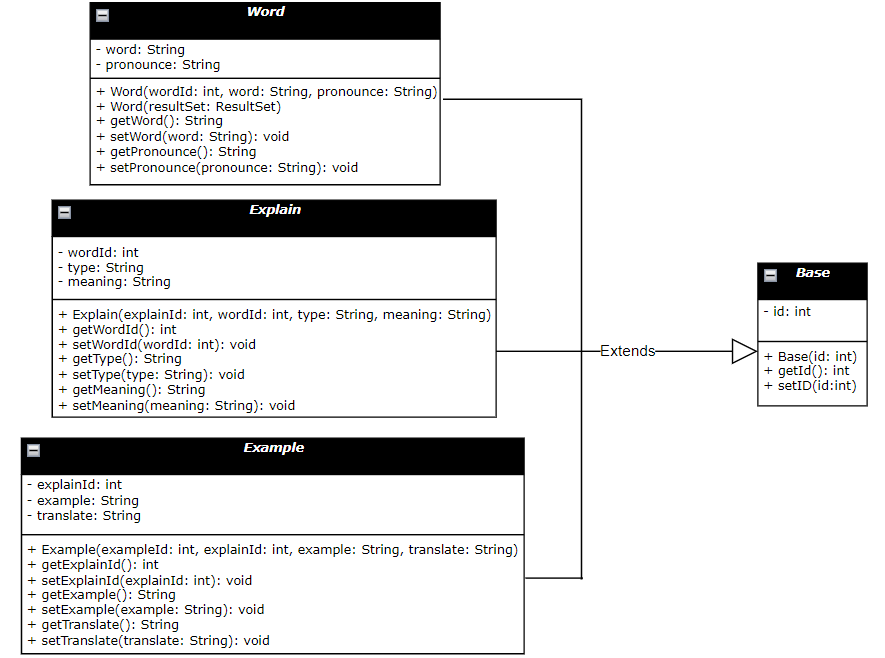 Word
- word: String
- pronounce: String
+ Word(wordId: int, word: String, pronounce: String)
+ Word(resultSet: ResultSet)
+ getWord(): String
+ setWord(word: String): void
+ getPronounce(): String
+ setPronounce(pronounce: String): void
Explain
- wordId: int
- type: String
- meaning: String
+ Explain(explainId: int, wordId: int, type: String, meaning: String)
+ getWordId(): int
+ setWordId(wordId: int): void
+ getType(): String
+ setType(type: String): void
+ getMeaning(): String
+ setMeaning(meaning: String): void
Example
- explainId: int
- example: String
- translate: String
+ Example(exampleId: int, explainId: int, example: String, translate: String)
+ getExplainId(): int
+ setExplainId(explainId: int): void
+ getExample(): String
+ setExample(example: String): void
+ getTranslate(): String
+ setTranslate(translate: String): void
Extends
Base
- id: int
+ Base(id: int)
+ getId(): int
+ setID(id:int)